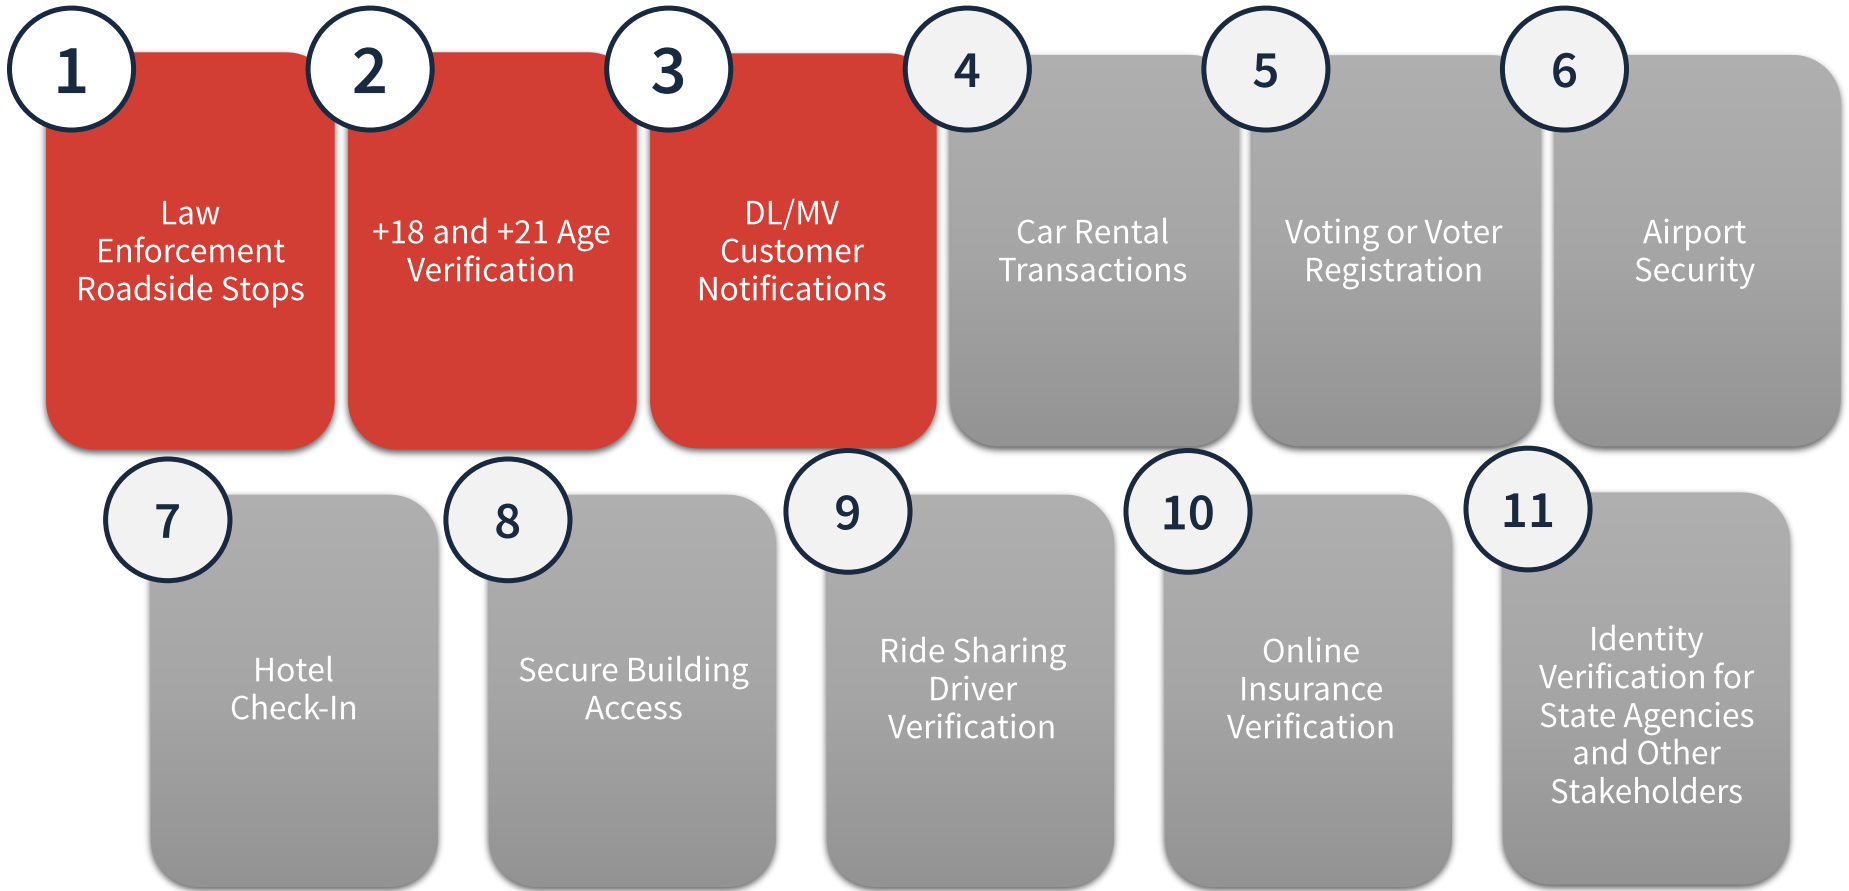 1
Law
Enforcement
Roadside Stops
2
+18 and +21 Age
Verification
3
DL/MV
Customer
Notifications
4
Car Rental
Transactions
5
Voting or Voter
Registration
6
Airport
Security
7
Hotel
Check-In
8
Secure Building
Access
9
Ride Sharing
Driver
Verification
10
Online
Insurance
Verification
11
Identity
Verification for
State Agencies
and Other
Stakeholders